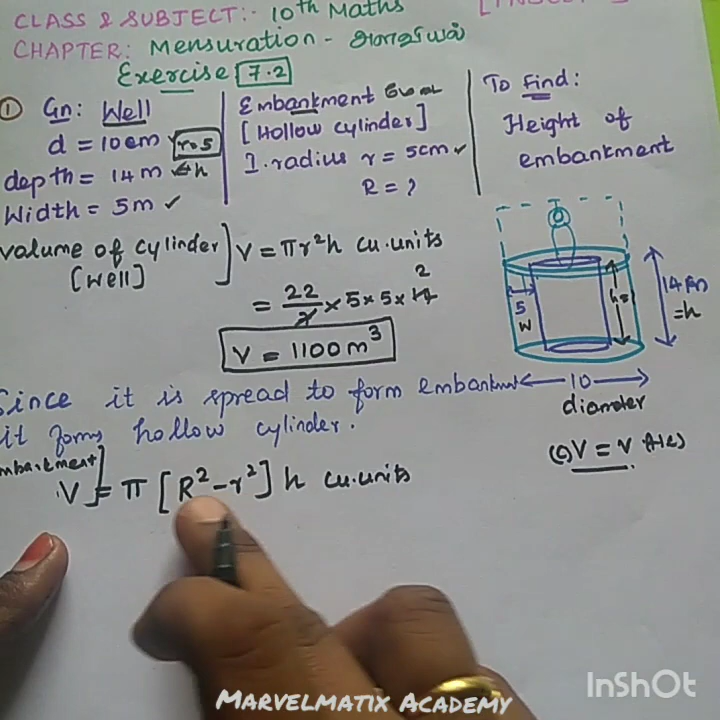 CLASS & SUBJECT:- 10th Maths
CHAPTER: Mensuration - அளவியல்
Exercise 7.2
① Gn: Well
d = 10cm r=5
depth = 14m h
Width = 5m ✓
Embankment
[Hollow cylinder]
I.radius r = 5cm ✓
R = ?
To Find:
Height of
embankment
Volume of cylinder] V = πr²h cu.units
[Well]
= 22/7 × 5 × 5 × 14 2
V = 1100m³
5
W
14m
=h
10
diameter
Since it is spread to form embankment
it forms hollow cylinder.
(C)V = V (H.C)
embankment]
V] = π [R² - r²] h cu.units
InShOt
MARVELMATIX ACADEMY